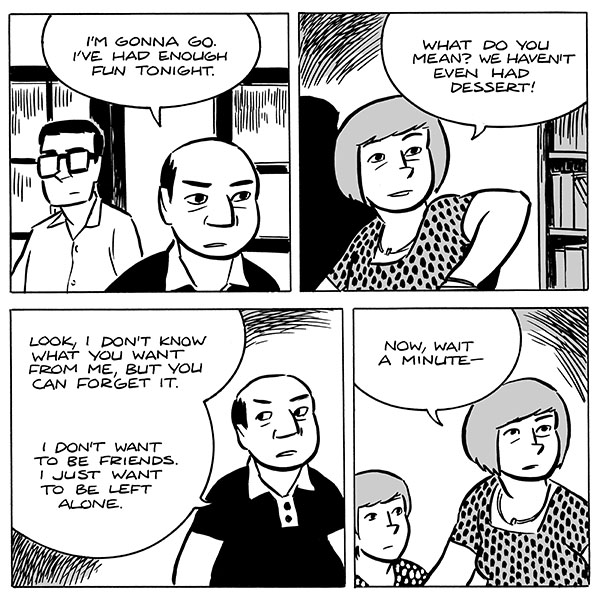 I'M GONNA GO.
I'VE HAD ENOUGH
FUN TONIGHT.
WHAT DO YOU
MEAN? WE HAVEN'T
EVEN HAD
DESSERT!
LOOK, I DON'T KNOW
WHAT YOU WANT
FROM ME, BUT YOU
CAN FORGET IT.
I DON'T WANT
TO BE FRIENDS.
I JUST WANT
TO BE LEFT
ALONE.
NOW, WAIT
A MINUTE—